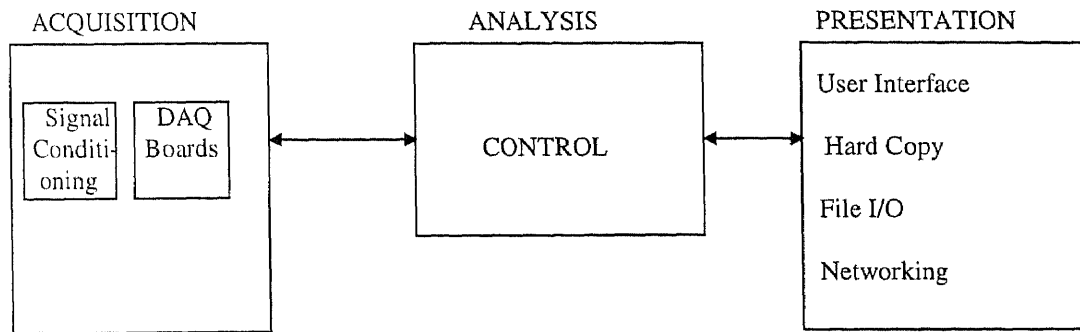 ACQUISITION
Signal
Conditi-
oning
DAQ
Boards
ANALYSIS
CONTROL
PRESENTATION
User Interface
Hard Copy
File I/O
Networking